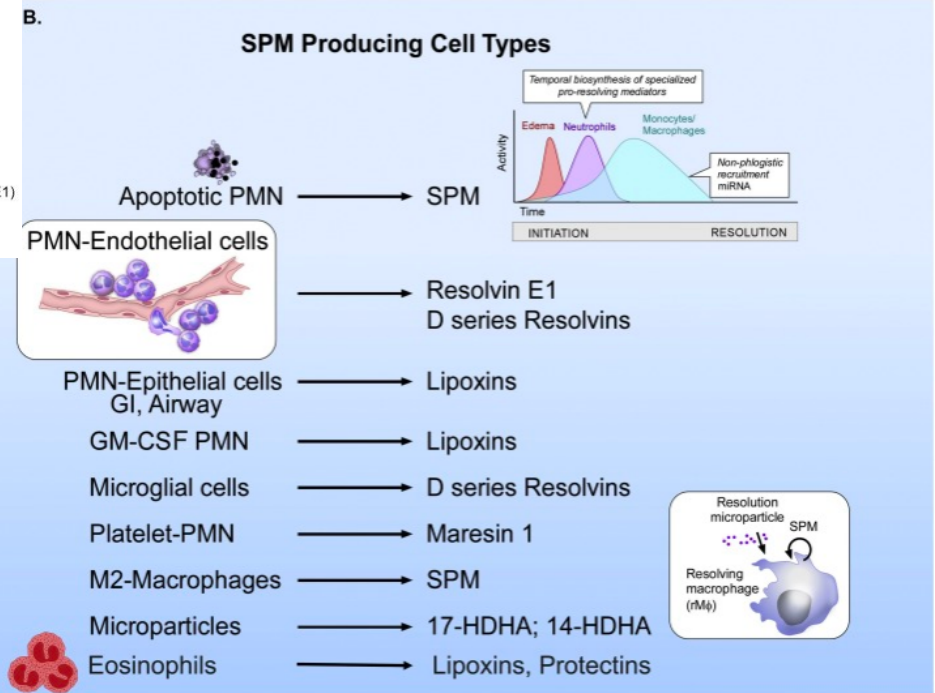 B.
SPM Producing Cell Types
Temporal biosynthesis of specialized
pro-resolving mediators
Edema
Neutrophils
Monocytes/
Macrophages
Activity
Non-phlogistic
recruitment
miRNA
Time
INITIATION
RESOLUTION
Apoptotic PMN
SPM
E1)
PMN-Endothelial cells
Resolvin E1
D series Resolvins
PMN-Epithelial cells
GI, Airway
Lipoxins
GM-CSF PMN
Lipoxins
Microglial cells
D series Resolvins
Platelet-PMN
Maresin 1
M2-Macrophages
SPM
Microparticles
17-HDHA; 14-HDHA
Eosinophils
Lipoxins, Protectins
Resolution
microparticle
SPM
Resolving
macrophage
(rMϕ)